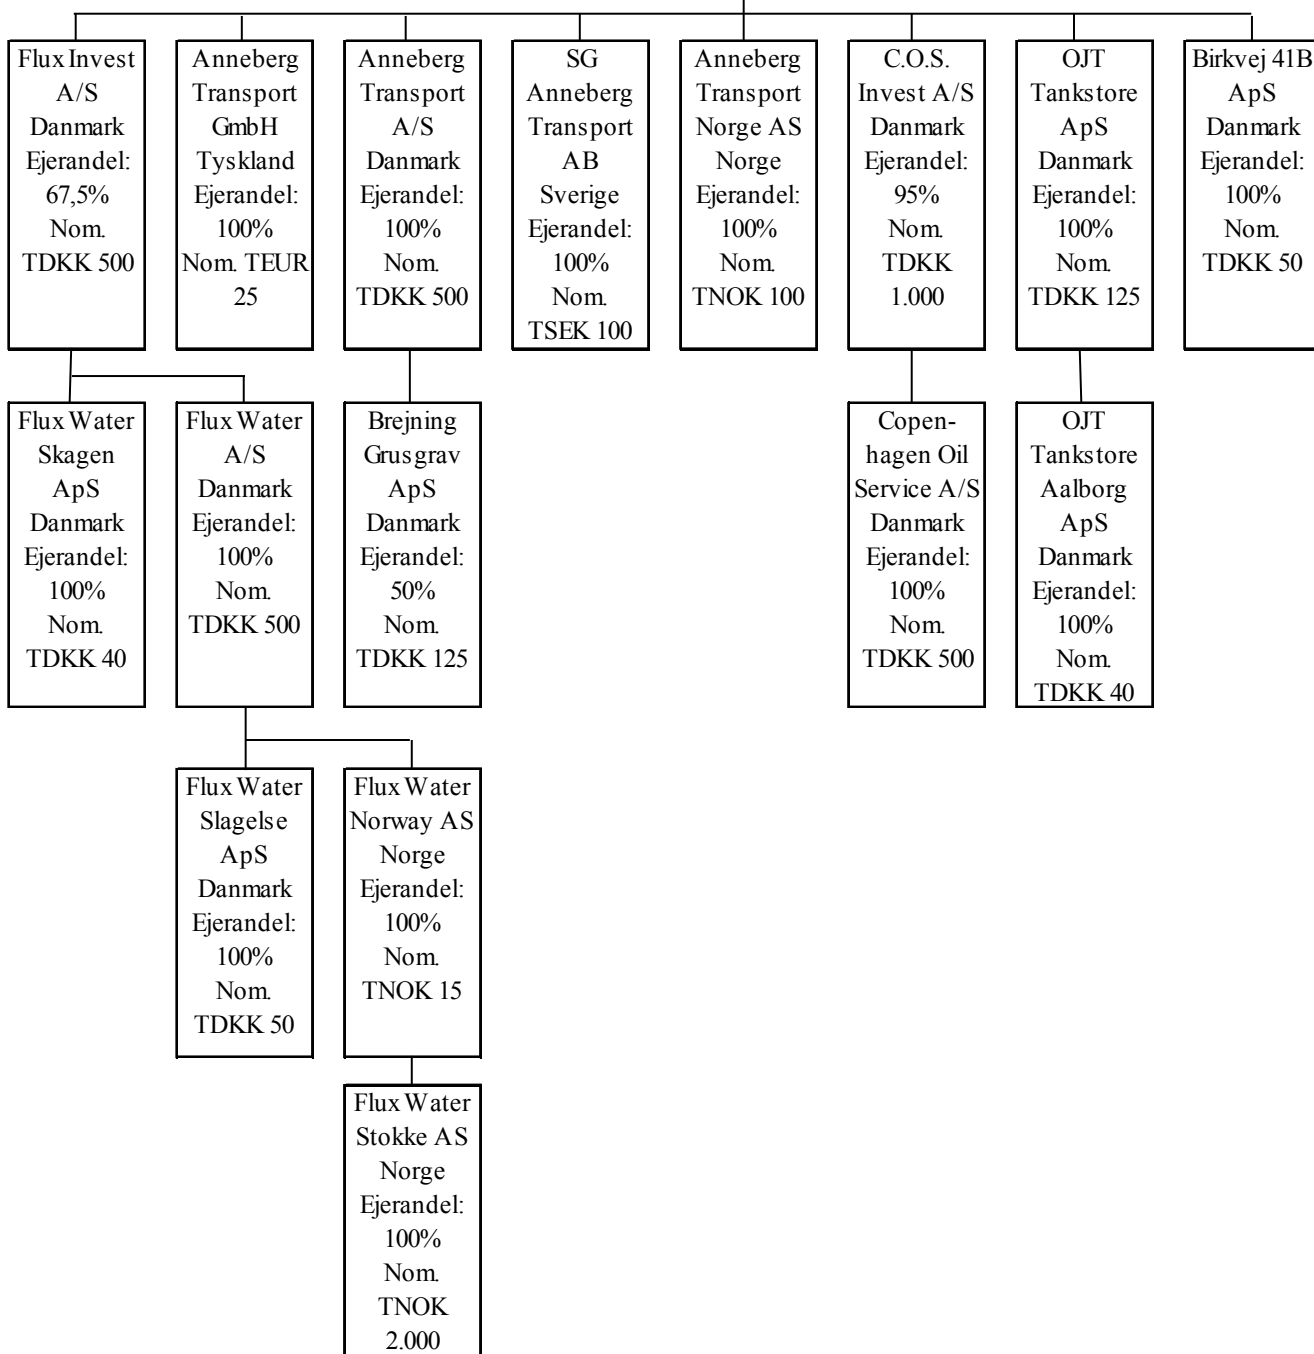 Flux Invest
A/S
Danmark
Ejerandel:
67,5%
Nom.
TDKK 500
Anneberg
Transport
GmbH
Tyskland
Ejerandel:
100%
Nom. TEUR
25
Anneberg
Transport
A/S
Danmark
Ejerandel:
100%
Nom.
TDKK 500
SG
Anneberg
Transport
AB
Sverige
Ejerandel:
100%
Nom.
TSEK 100
Anneberg
Transport
Norge AS
Norge
Ejerandel:
100%
Nom.
TNOK 100
C.O.S.
Invest A/S
Danmark
Ejerandel:
95%
Nom.
TDKK
1.000
OJT
Tankstore
ApS
Danmark
Ejerandel:
100%
Nom.
TDKK 125
Birkvej 41B
ApS
Danmark
Ejerandel:
100%
Nom.
TDKK 50
Flux Water
Skagen
ApS
Danmark
Ejerandel:
100%
Nom.
TDKK 40
Flux Water
A/S
Danmark
Ejerandel:
100%
Nom.
TDKK 500
Brejning
Grusgrav
ApS
Danmark
Ejerandel:
50%
Nom.
TDKK 125
Copen-
hagen Oil
Service A/S
Danmark
Ejerandel:
100%
Nom.
TDKK 500
OJT
Tankstore
Aalborg
ApS
Danmark
Ejerandel:
100%
Nom.
TDKK 40
Flux Water
Slagelse
ApS
Danmark
Ejerandel:
100%
Nom.
TDKK 50
Flux Water
Norway AS
Norge
Ejerandel:
100%
Nom.
TNOK 15
Flux Water
Stokke AS
Norge
Ejerandel:
100%
Nom.
TNOK
2.000